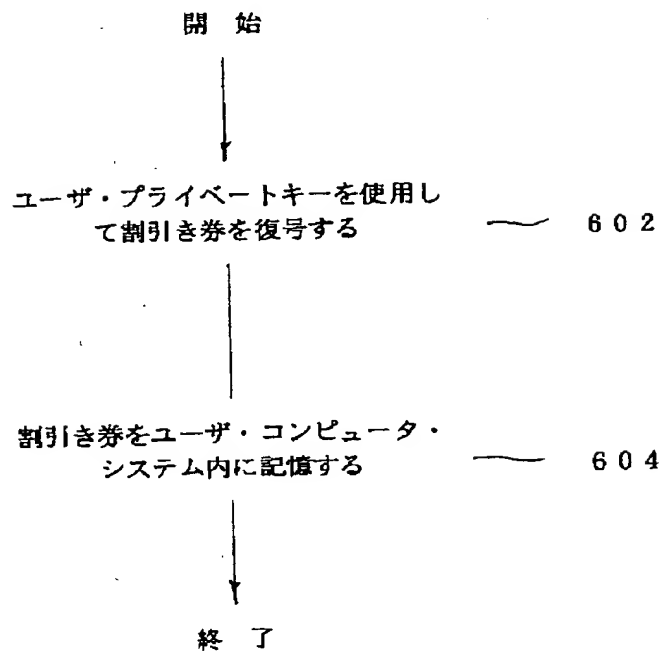 開 始
ユーザ・プライベートキーを使用し
て割引き券を復号する
602
割引き券をユーザ・コンピュータ・
システム内に記憶する
604
終 了